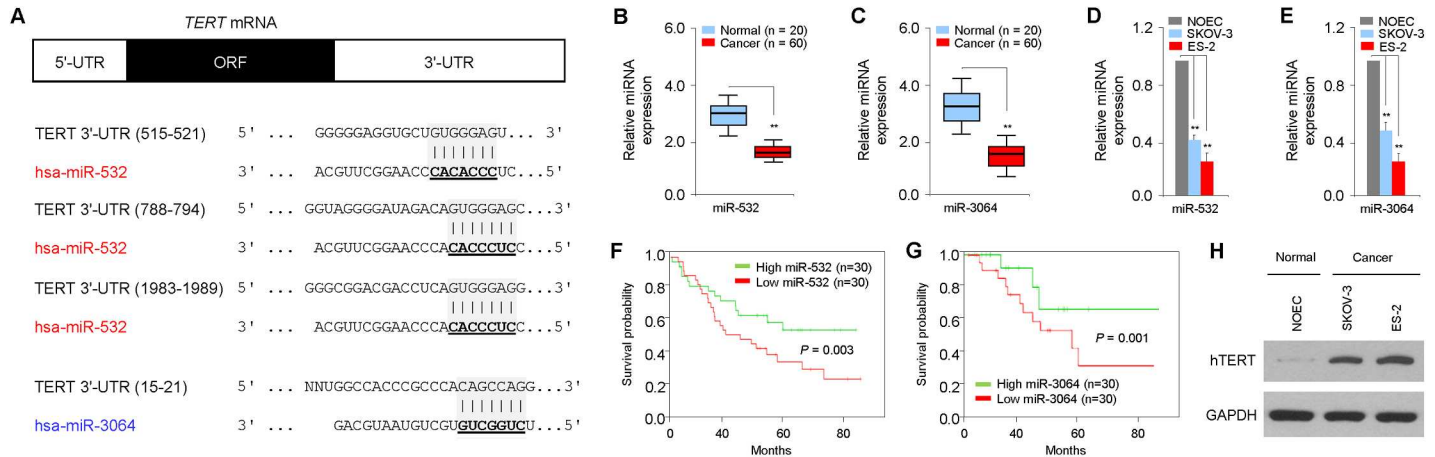 A
TERT mRNA
5'-UTR ORF 3'-UTR
TERT 3'-UTR (515-521) 5' ... GGGGGAGGTGCTGTGGGAGU... 3'
hsa-miR-532 3' ... ACGUUCGGAACCCACACCCUC ...5'
TERT 3'-UTR (788-794) 5' ... GGUAGGGGAUAGACAGUGGGAGC...3'
hsa-miR-532 3' ... ACGUUCGGAACCCACACCCUCC...5'
TERT 3'-UTR (1983-1989) 5' ... GGGCGGACGACCUCAGUGGGAGG...3'
hsa-miR-532 3' ... ACGUUCGGAACCCACACCCUCC...5'
TERT 3'-UTR (15-21) 5' ... NNUGGCCACCCGCCCACAGCCAGG...3'
hsa-miR-3064 3' ... GACGUAAUGUCGUGUCGGUCU...5'
B
Relative miRNA
expression
6.0
4.0
2.0
0.0
Normal (n = 20)
Cancer (n = 60)
**
miR-532
C
Relative miRNA
expression
6.0
4.0
2.0
0.0
Normal (n = 20)
Cancer (n = 60)
**
miR-3064
D
Relative miRNA
expression
1.2
0.8
0.4
0.0
NOEC
SKOV-3
ES-2
**
**
miR-532
E
Relative miRNA
expression
1.2
0.8
0.4
0.0
NOEC
SKOV-3
ES-2
**
**
miR-3064
F
Survival probability
1.0
0.8
0.6
0.4
0.2
0.0
High miR-532 (n=30)
Low miR-532 (n=30)
P = 0.003
0 40 60 80
Months
G
Survival probability
1.0
0.8
0.6
0.4
0.2
0.0
P = 0.001
High miR-3064 (n=30)
Low miR-3064 (n=30)
0 40 60 80
Months
H
Normal Cancer
NOEC SKOV-3 ES-2
hTERT
GAPDH